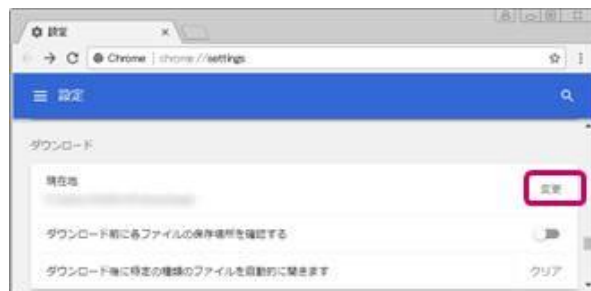 設定
Chrome | chrome://settings
設定
ダウンロード
現在地
変更
ダウンロード前に各ファイルの保存場所を確認する
ダウンロード後に特定の種類のファイルを自動的に開きます
クリア